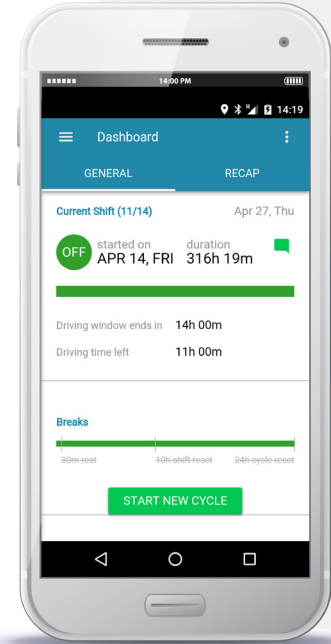 14:00 PM
14:19
Dashboard
GENERAL RECAP
Current Shift (11/14) Apr 27, Thu
OFF
started on duration
APR 14, FRI 316h 19m
Driving window ends in 14h 00m
Driving time left 11h 00m
Breaks
30m rest 10h shift reset 24h cycle reset
START NEW CYCLE